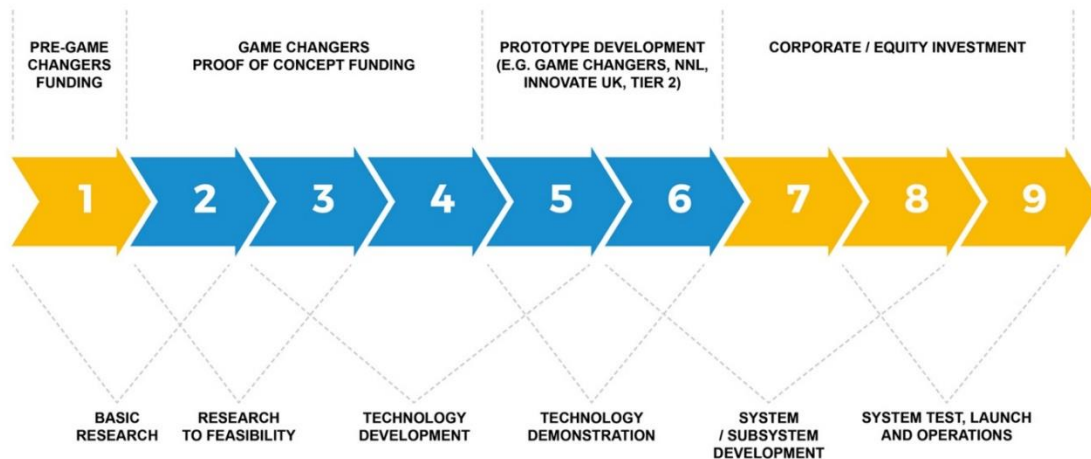 PRE-GAME
CHANGERS
FUNDING
GAME CHANGERS
PROOF OF CONCEPT FUNDING
PROTOTYPE DEVELOPMENT
(E.G. GAME CHANGERS, NNL,
INNOVATE UK, TIER 2)
CORPORATE / EQUITY INVESTMENT
1
2
3
4
5
6
7
8
9
BASIC
RESEARCH
RESEARCH
TO FEASIBILITY
TECHNOLOGY
DEVELOPMENT
TECHNOLOGY
DEMONSTRATION
SYSTEM
/ SUBSYSTEM
DEVELOPMENT
SYSTEM TEST, LAUNCH
AND OPERATIONS